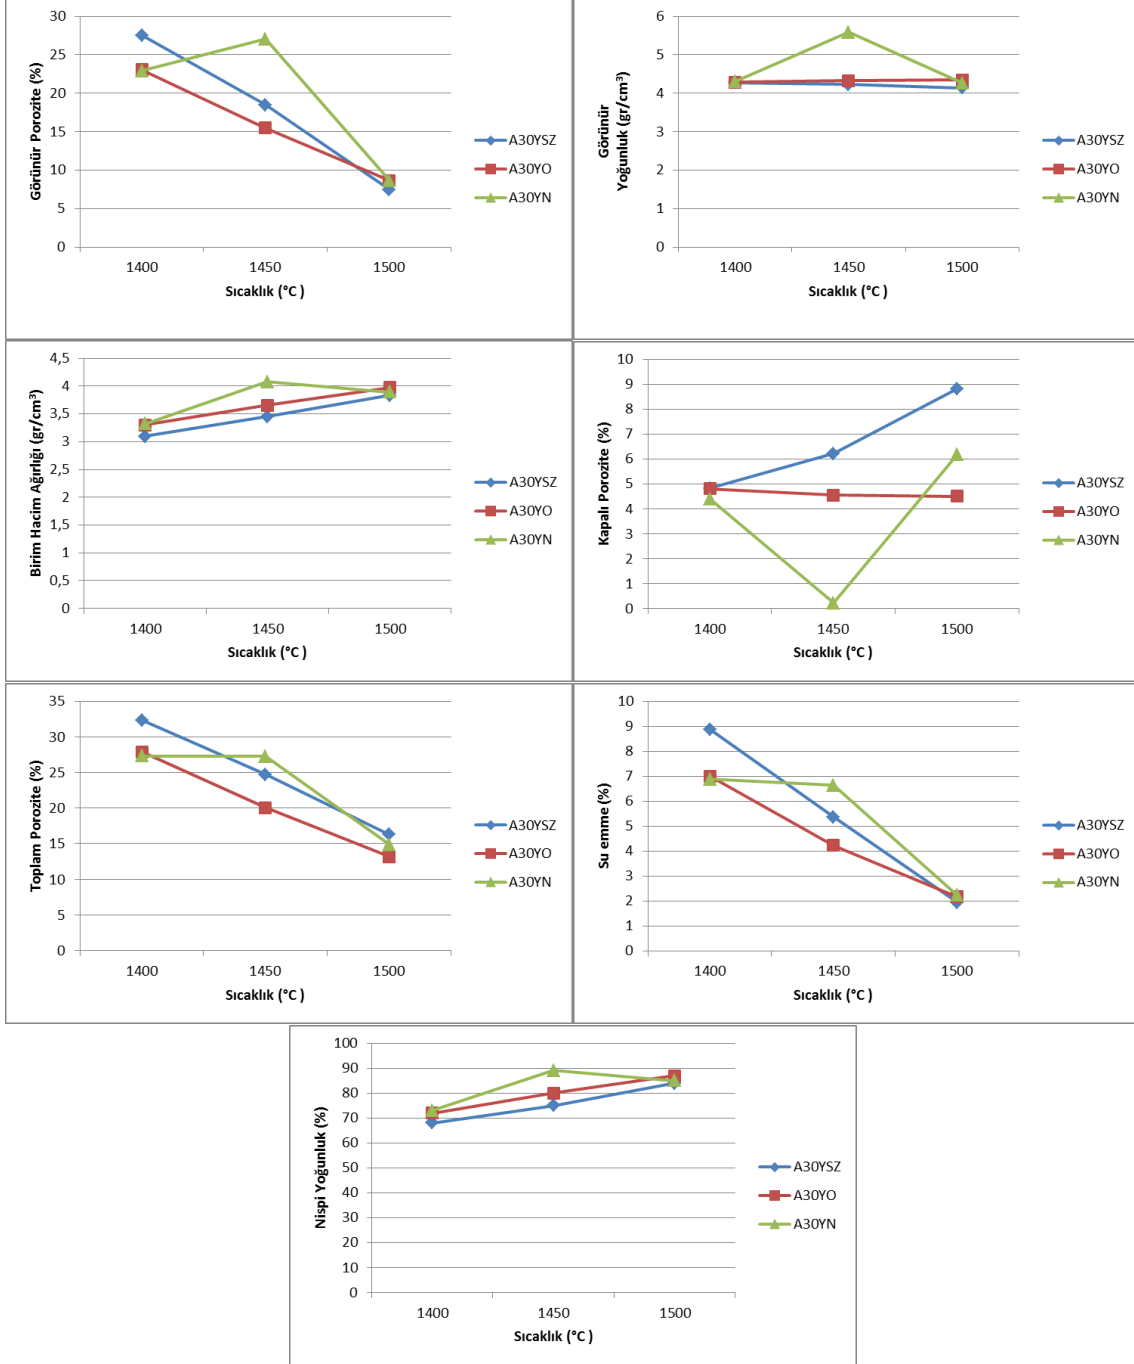 Görünür Porozite (%)
30
25
20
15
10
5
0
1400 1450 1500
Sıcaklık (°C )
A30YSZ
A30YO
A30YN
Görünür
Yoğunluk (gr/cm³)
6
5
4
3
2
1
0
1400 1450 1500
Sıcaklık (°C )
A30YSZ
A30YO
A30YN
Birim Hacim Ağırlığı (gr/cm³)
4,5
4
3,5
3
2,5
2
1,5
1
0,5
0
1400 1450 1500
Sıcaklık (°C )
A30YSZ
A30YO
A30YN
Kapalı Porozite (%)
10
9
8
7
6
5
4
3
2
1
0
1400 1450 1500
Sıcaklık (°C )
A30YSZ
A30YO
A30YN
Toplam Porozite (%)
35
30
25
20
15
10
5
0
1400 1450 1500
Sıcaklık (°C )
A30YSZ
A30YO
A30YN
Su emme (%)
10
9
8
7
6
5
4
3
2
1
0
1400 1450 1500
Sıcaklık (°C )
A30YSZ
A30YO
A30YN
Nispi Yoğunluk (%)
100
90
80
70
60
50
40
30
20
10
0
1400 1450 1500
Sıcaklık (°C )
A30YSZ
A30YO
A30YN